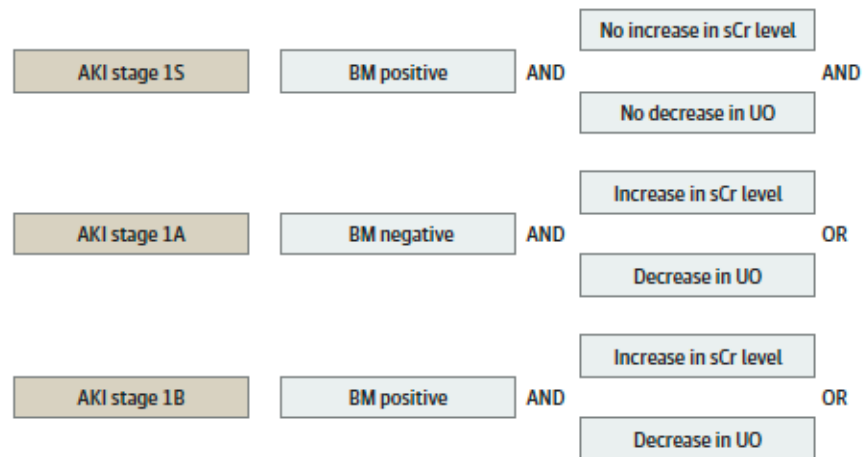 No increase in sCr level
AKI stage 1S BM positive AND AND
No decrease in UO
Increase in sCr level
AKI stage 1A BM negative AND OR
Decrease in UO
Increase in sCr level
AKI stage 1B BM positive AND OR
Decrease in UO